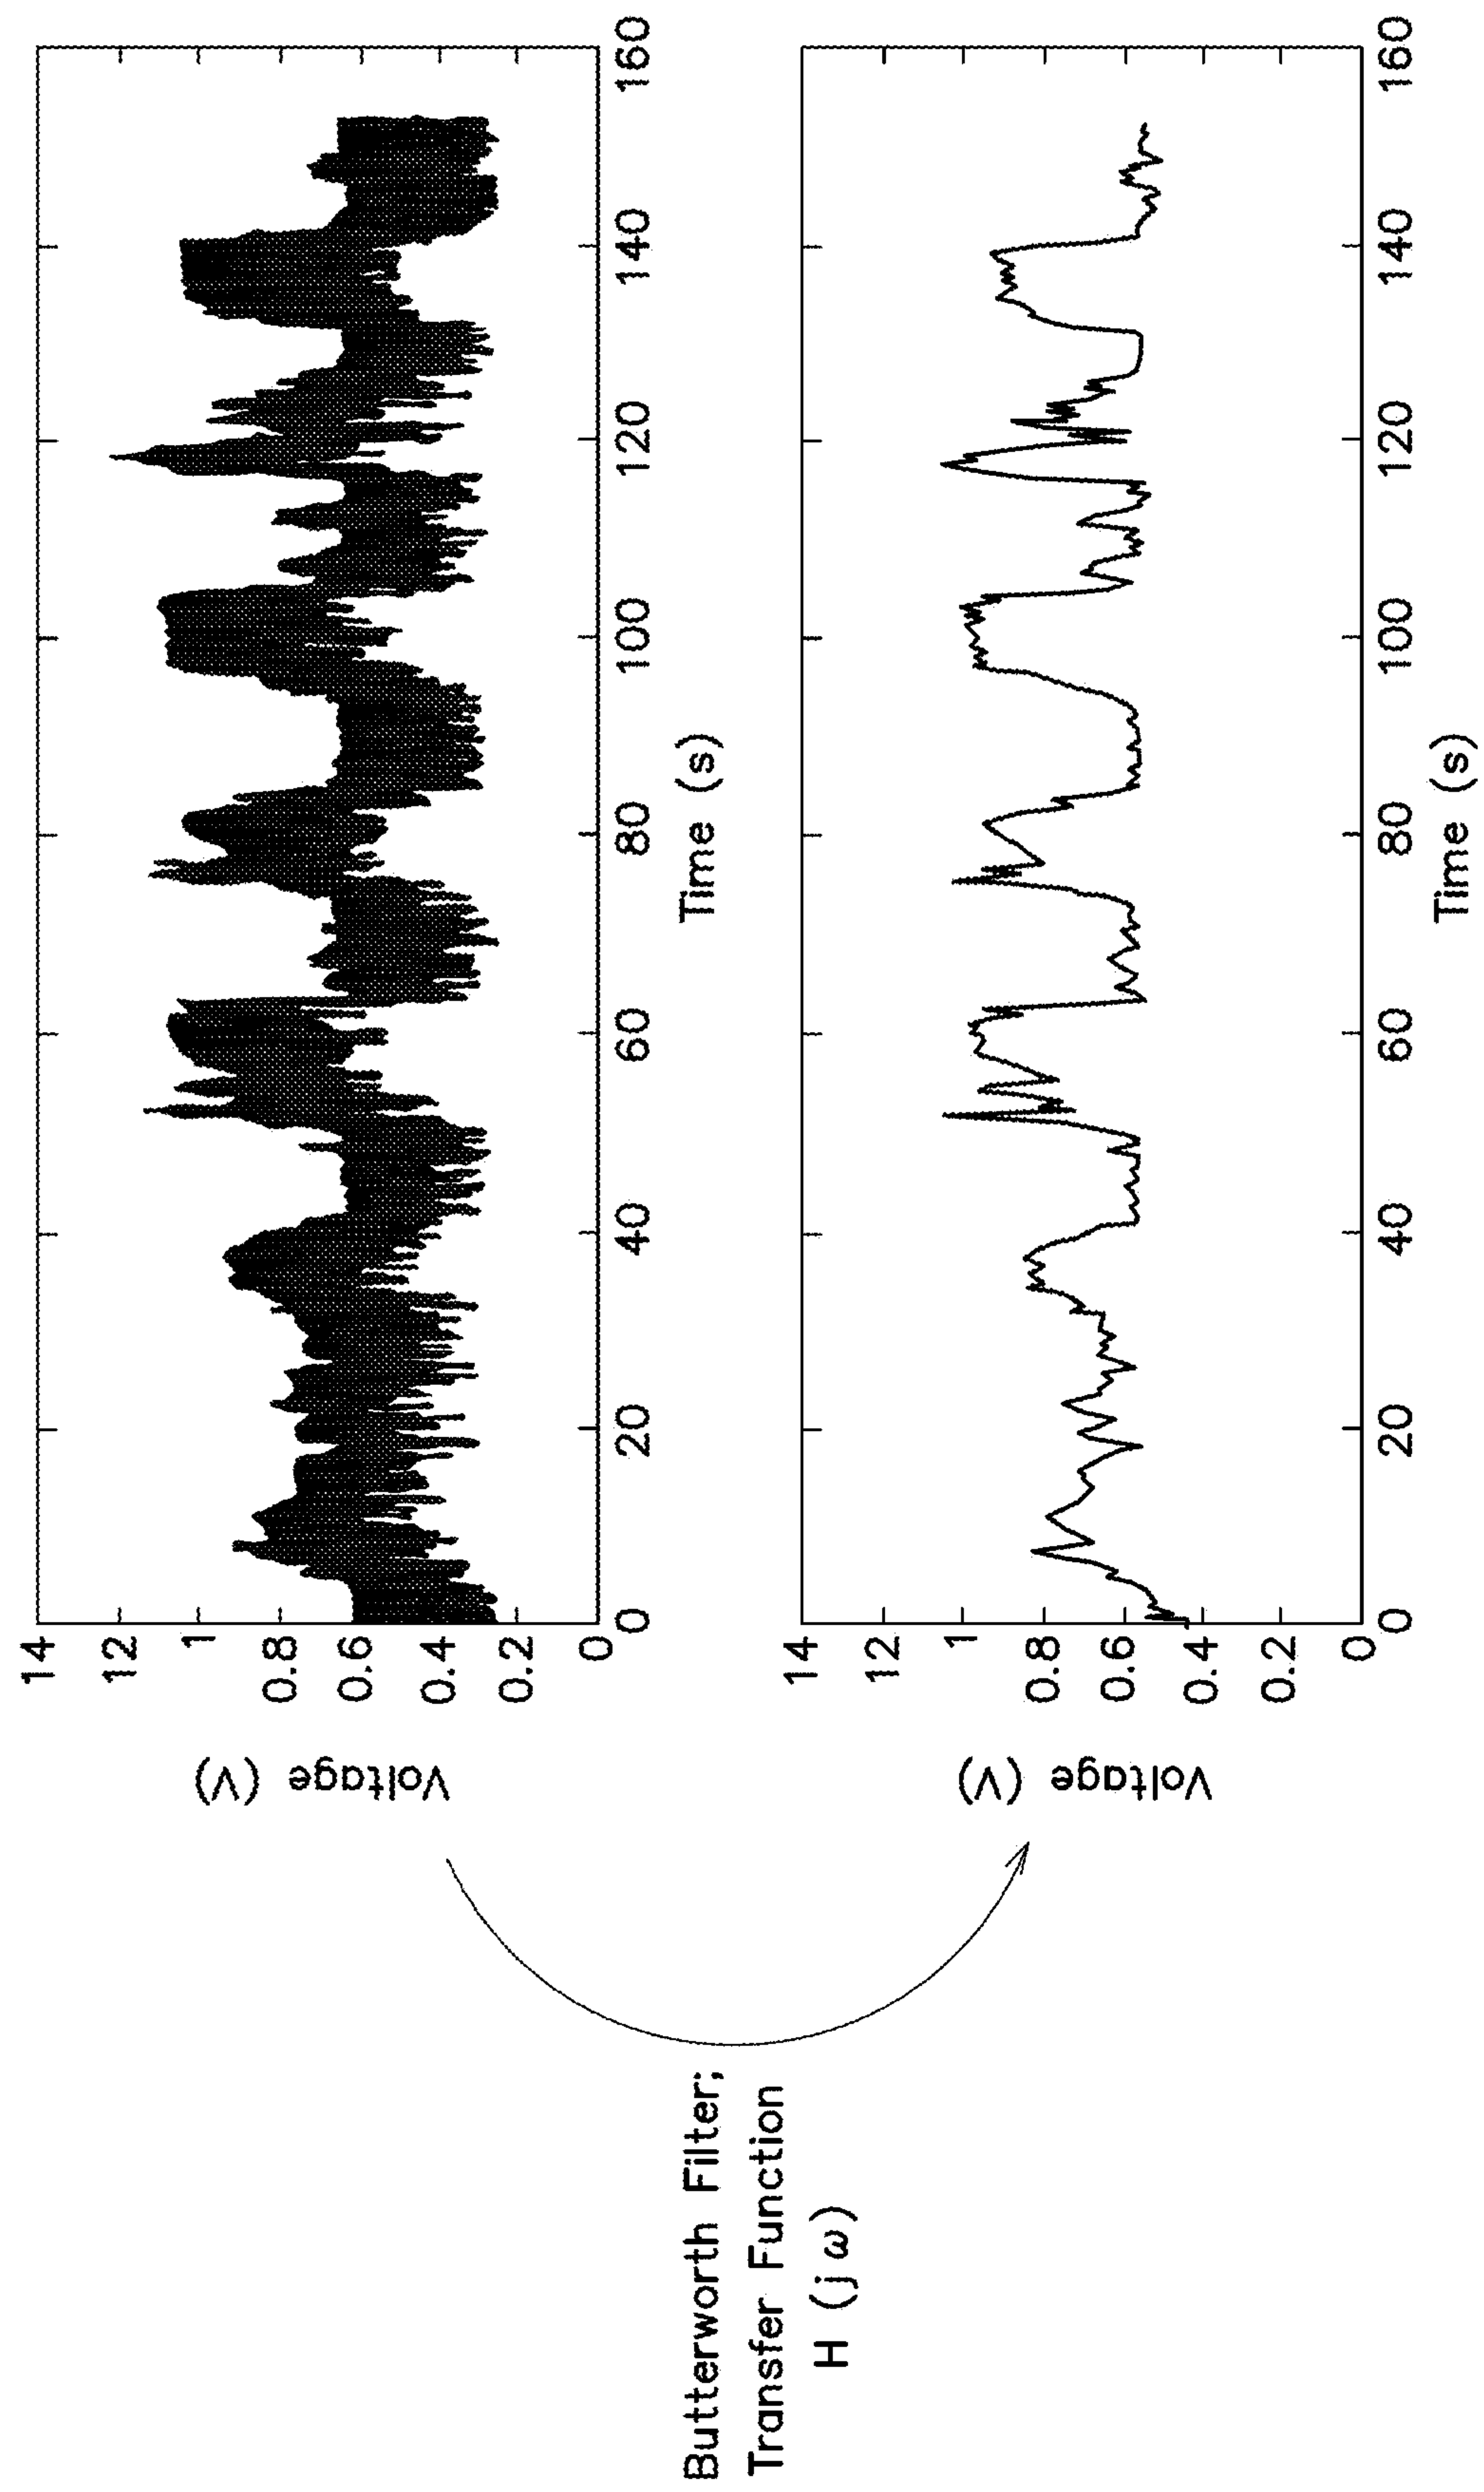 Voltage (V)
14
12
1
0.8
0.6
0.4
0.2
0
0 20 40 60 80 100 120 140 160
Time (s)
Butterworth Filter;
Transfer Function
H (j ω)
Voltage (V)
14
12
1
0.8
0.6
0.4
0.2
0
0 20 40 60 80 100 120 140 160
Time (s)